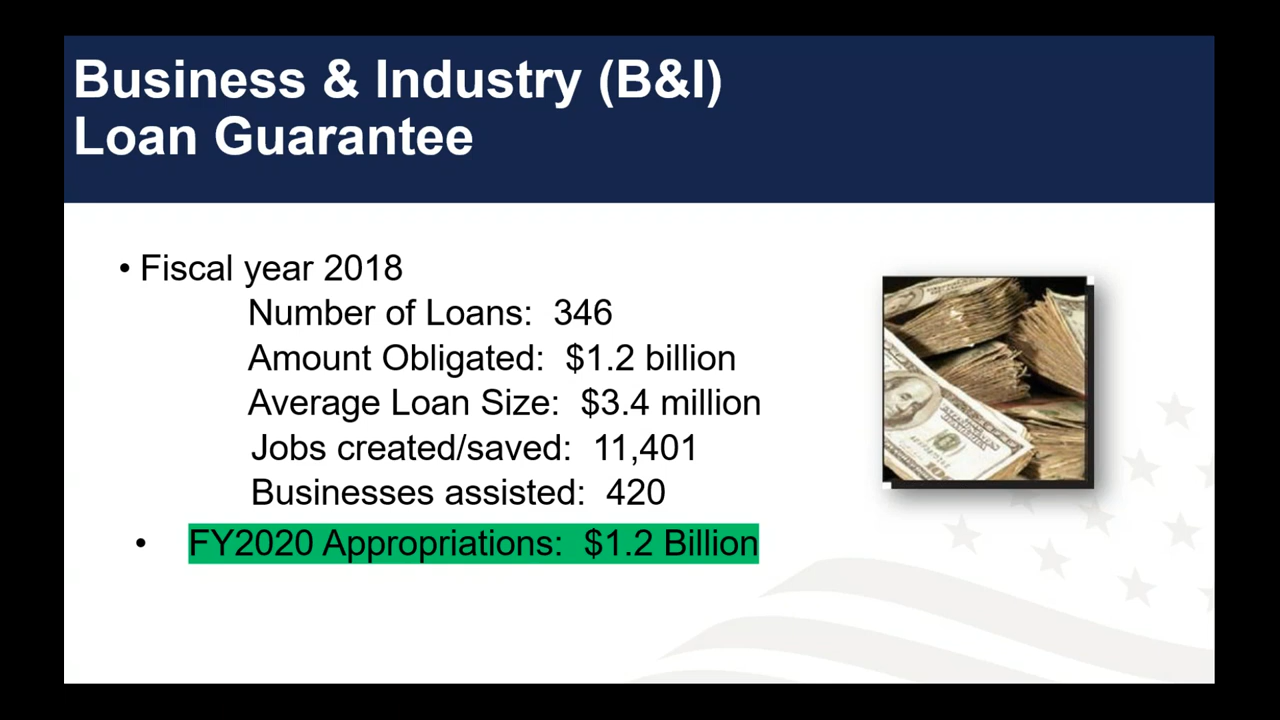 Business & Industry (B&I)
Loan Guarantee
• Fiscal year 2018
Number of Loans: 346
Amount Obligated: $1.2 billion
Average Loan Size: $3.4 million
Jobs created/saved: 11,401
Businesses assisted: 420
• FY2020 Appropriations: $1.2 Billion